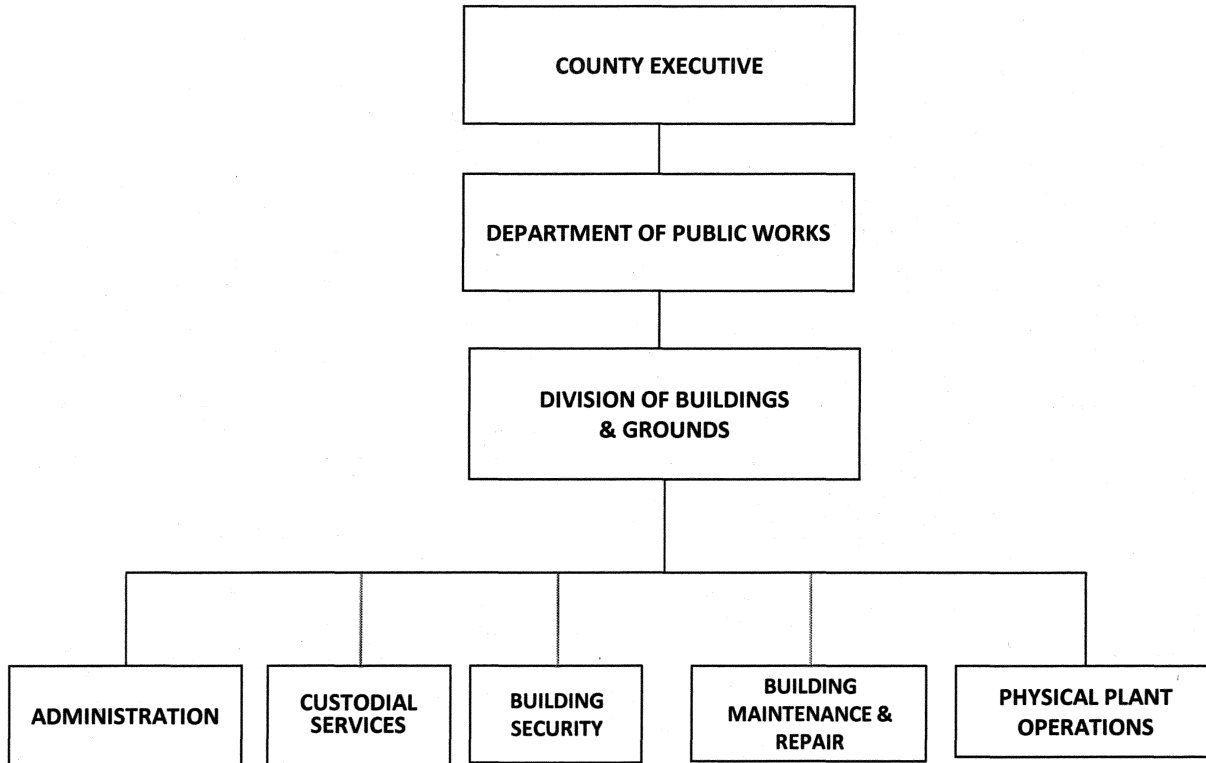 COUNTY EXECUTIVE
DEPARTMENT OF PUBLIC WORKS
DIVISION OF BUILDINGS
& GROUNDS
ADMINISTRATION
CUSTODIAL
SERVICES
BUILDING
SECURITY
BUILDING
MAINTENANCE &
REPAIR
PHYSICAL PLANT
OPERATIONS